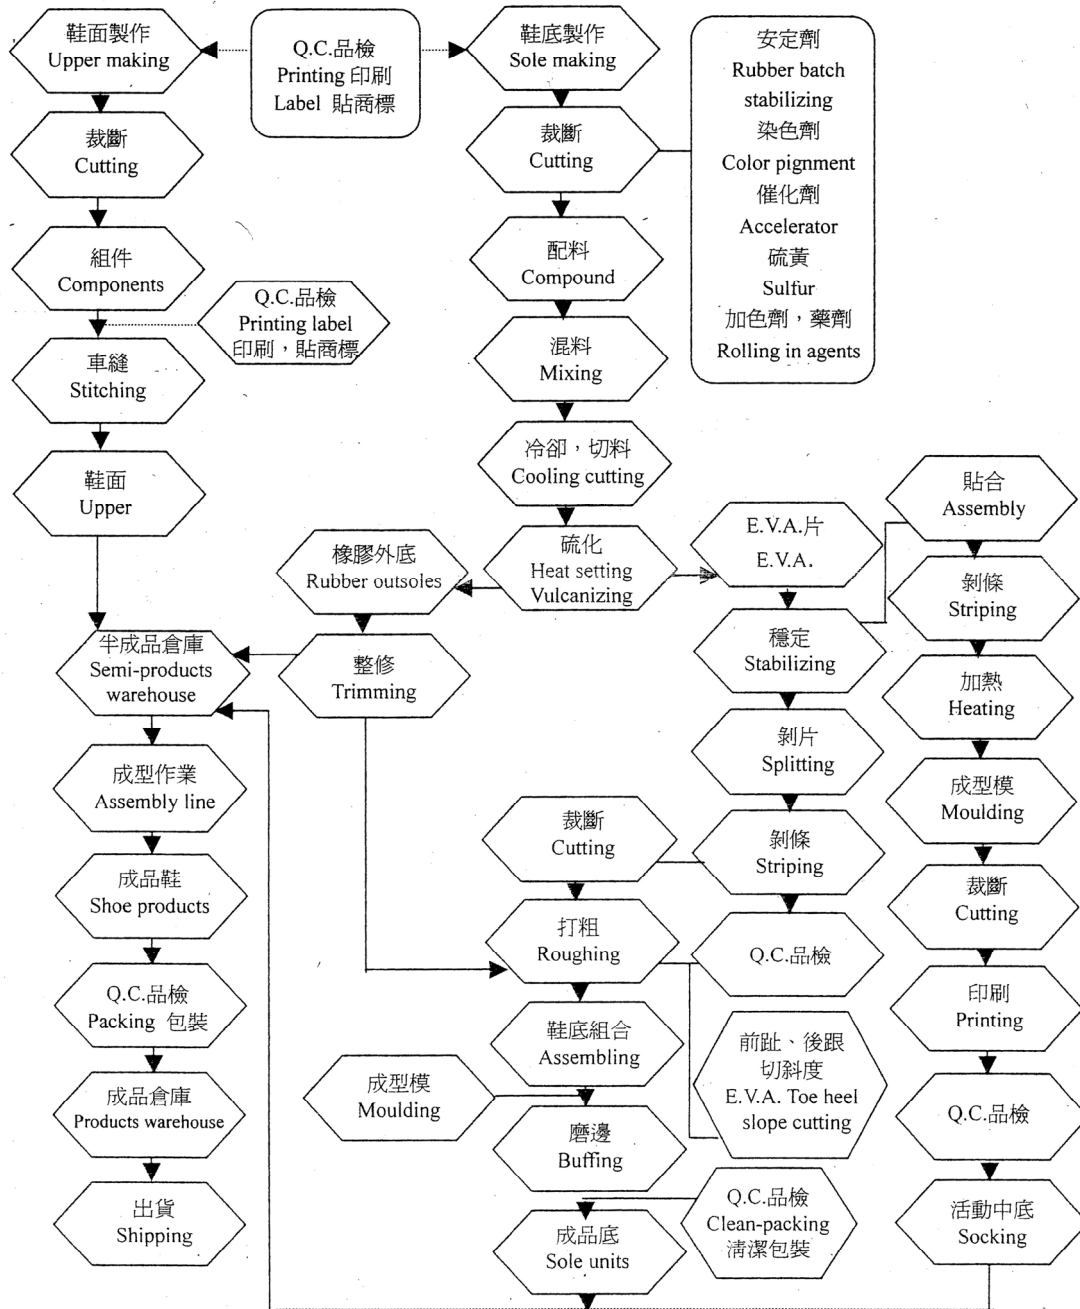 鞋面製作
Upper making
Q.C.品檢
Printing 印刷
Label 貼商標
鞋底製作
Sole making
安定劑
Rubber batch
stabilizing
染色劑
Color pignment
催化劑
Accelerator
硫黃
Sulfur
加色劑，藥劑
Rolling in agents
裁斷
Cutting
裁斷
Cutting
組件
Components
配料
Compound
Q.C.品檢
Printing label
印刷，貼商標
車縫
Stitching
混料
Mixing
鞋面
Upper
冷卻，切料
Cooling cutting
貼合
Assembly
橡膠外底
Rubber outsoles
硫化
Heat setting
Vulcanizing
E.V.A.片
E.V.A.
剝條
Striping
半成品倉庫
Semi-products
warehouse
整修
Trimming
穩定
Stabilizing
加熱
Heating
成型作業
Assembly line
剝片
Splitting
成型模
Moulding
裁斷
Cutting
剝條
Striping
成品鞋
Shoe products
裁斷
Cutting
打粗
Roughing
Q.C.品檢
Q.C.品檢
Packing 包裝
印刷
Printing
鞋底組合
Assembling
前趾、後跟
切斜度
E.V.A. Toe heel
slope cutting
成型模
Moulding
成品倉庫
Products warehouse
Q.C.品檢
磨邊
Buffing
出貨
Shipping
Q.C.品檢
Clean-packing
清潔包裝
成品底
Sole units
活動中底
Socking